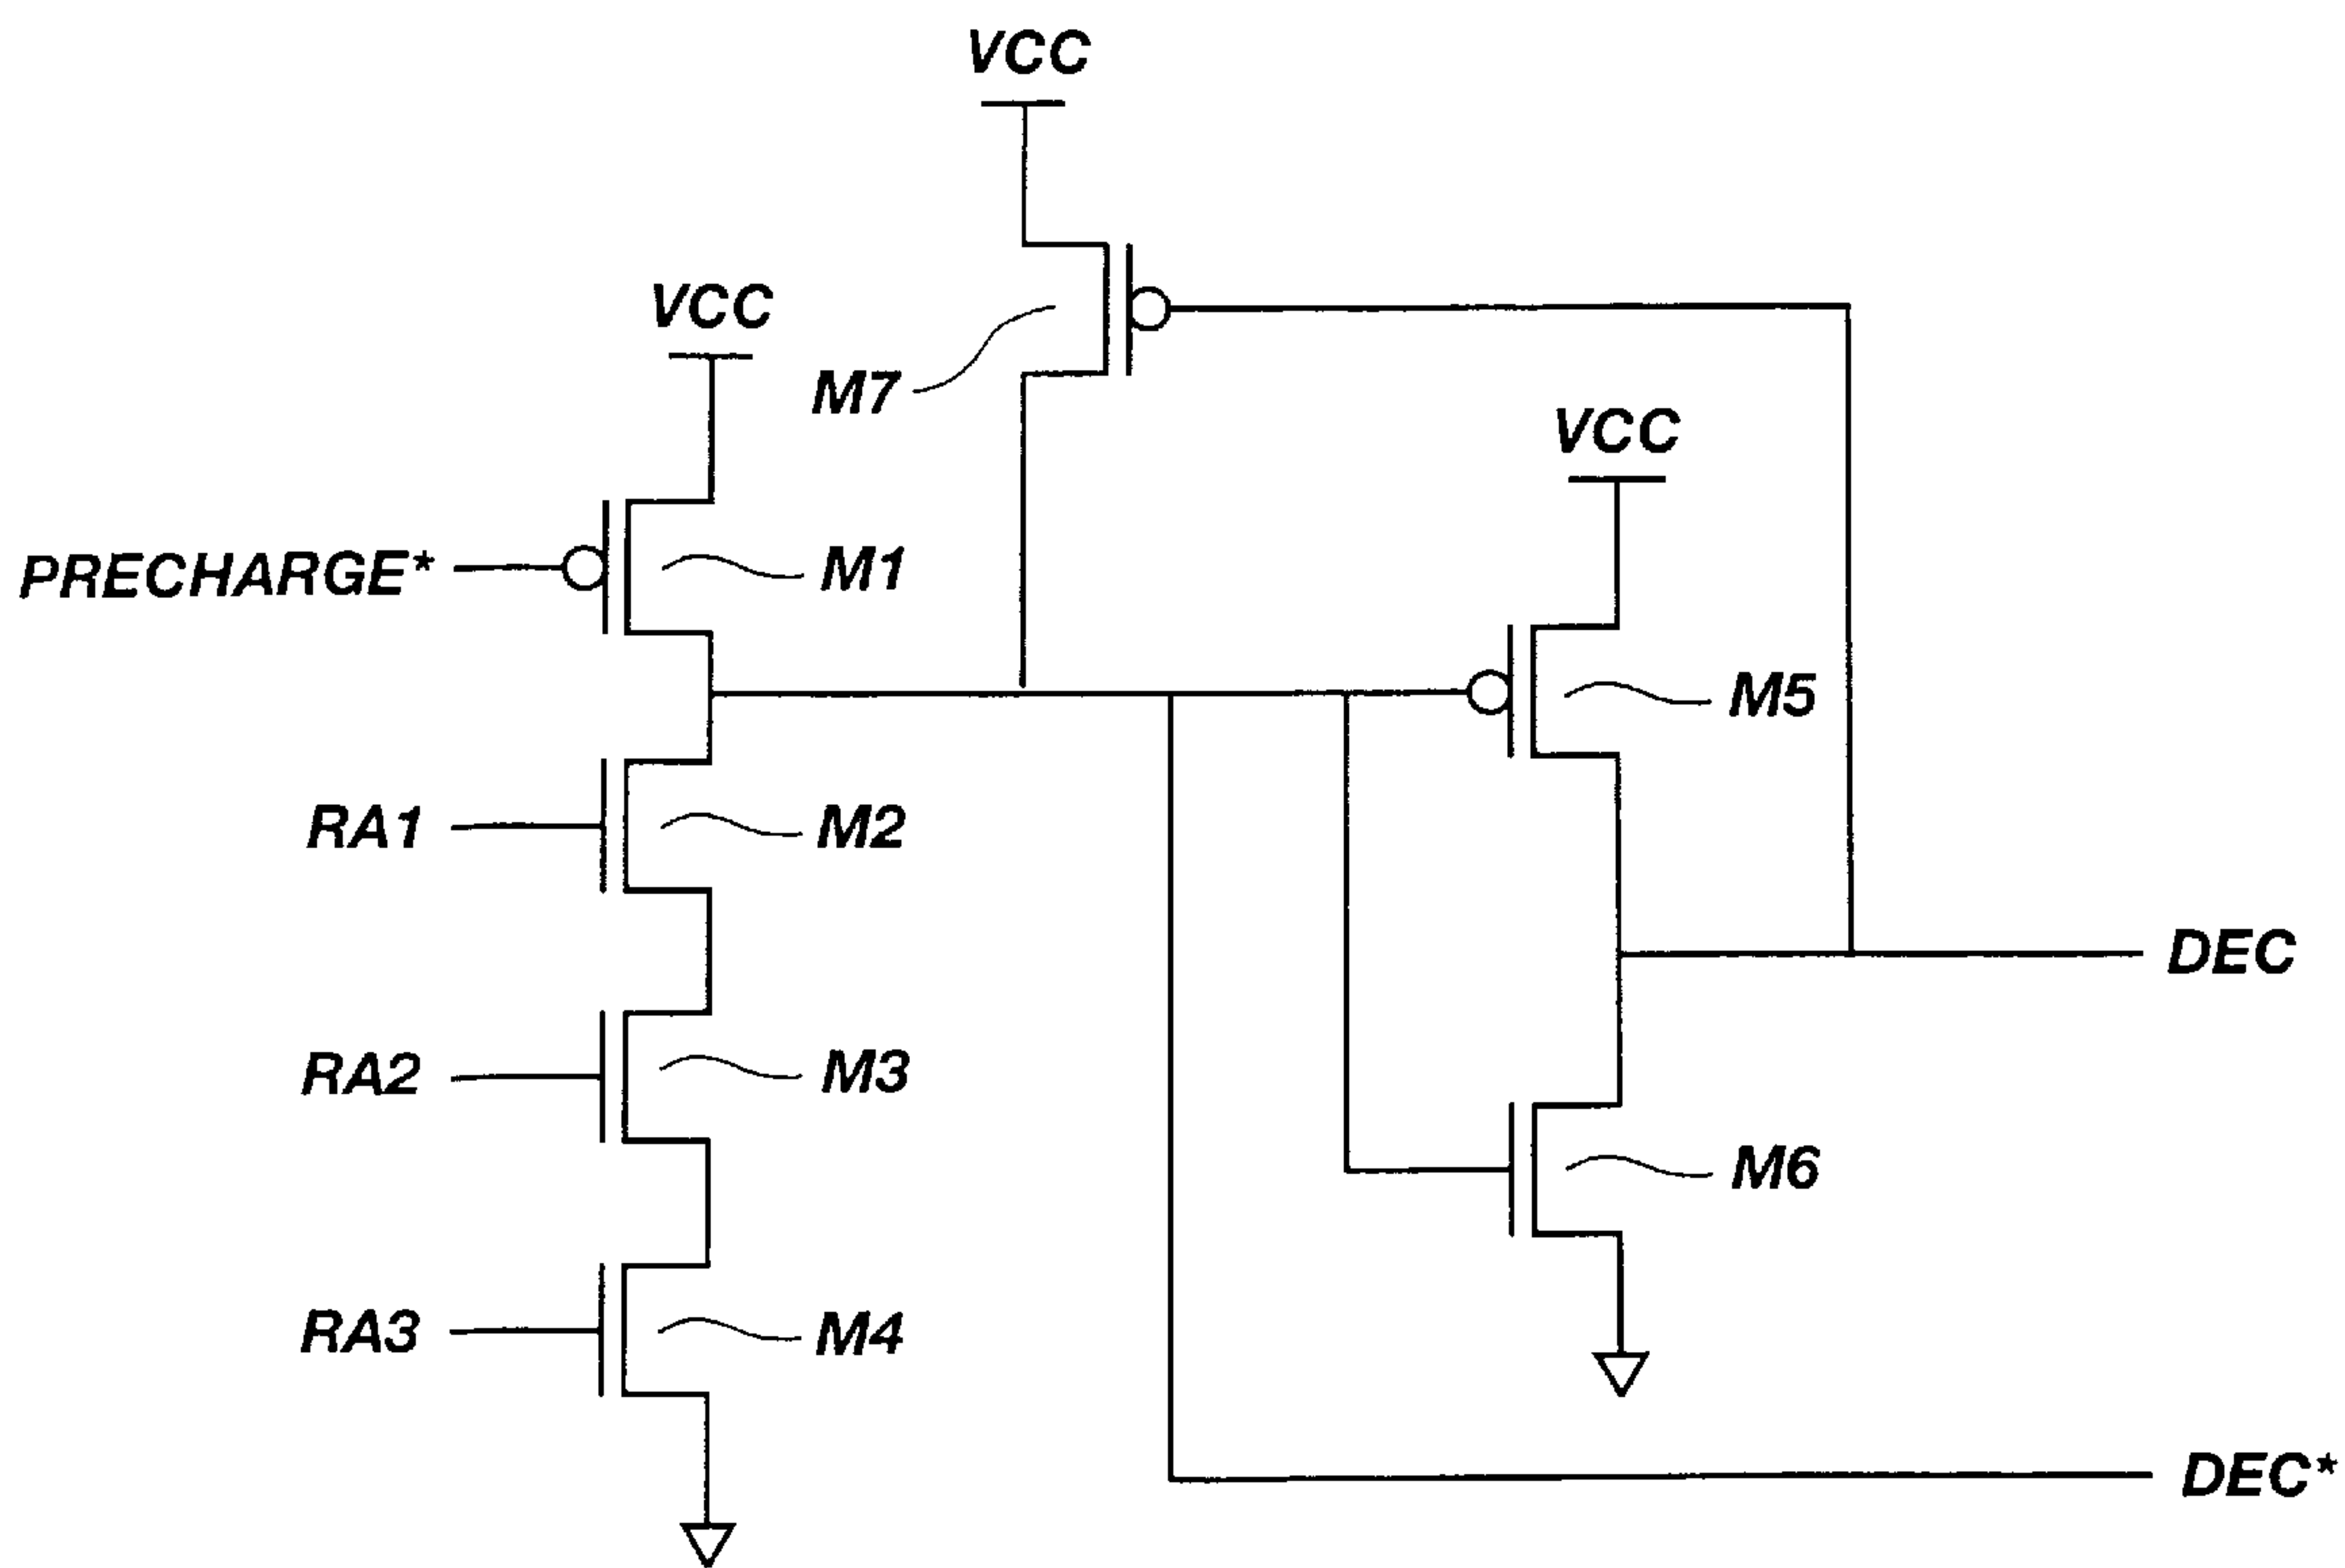 VCC
VCC
M7
VCC
PRECHARGE*
M1
M5
RA1
M2
DEC
RA2
M3
M6
RA3
M4
DEC*